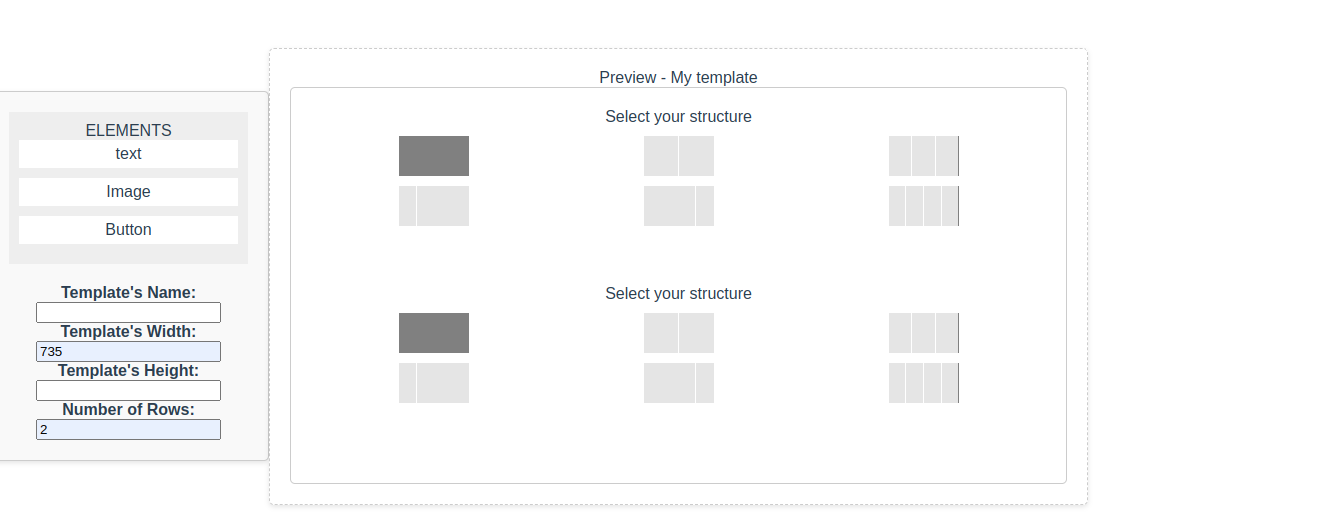 Preview - My template
ELEMENTS
text
Image
Button
Template's Name:
Template's Width:
735
Template's Height:
Number of Rows:
2
Select your structure
Select your structure